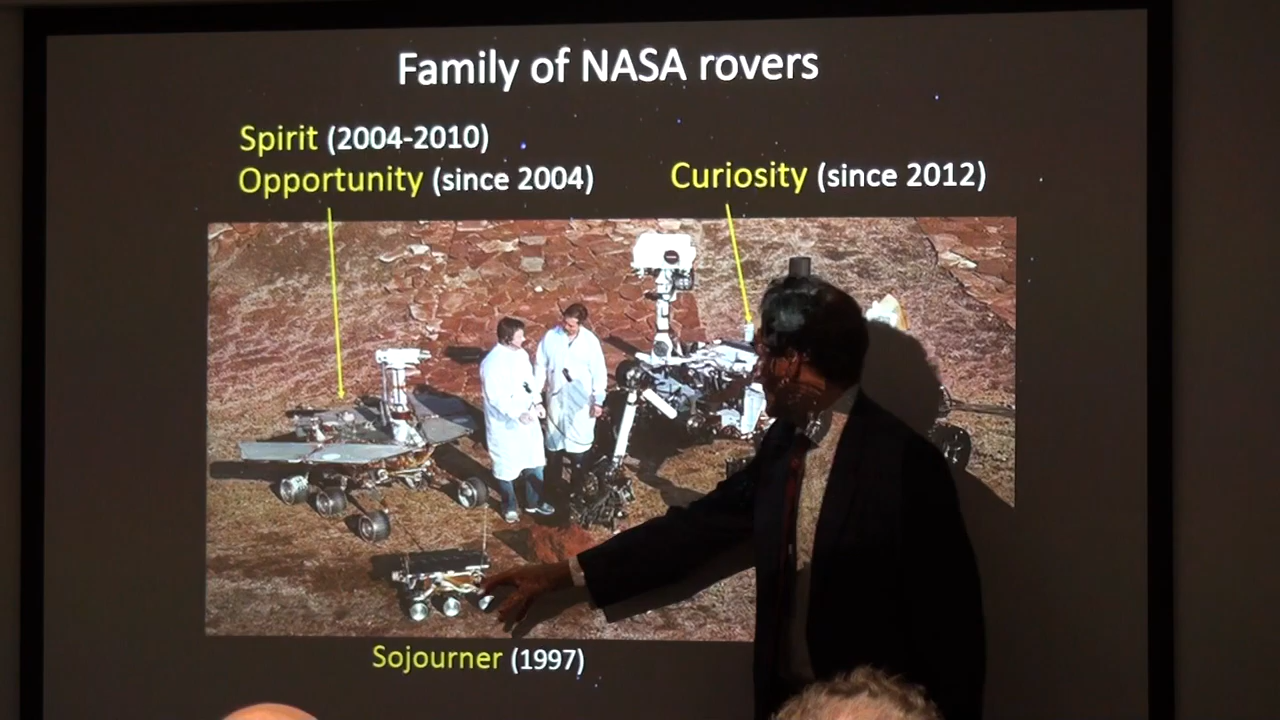 Family of NASA rovers
Spirit (2004-2010)
Opportunity (since 2004)
Curiosity (since 2012)
Sojourner (1997)